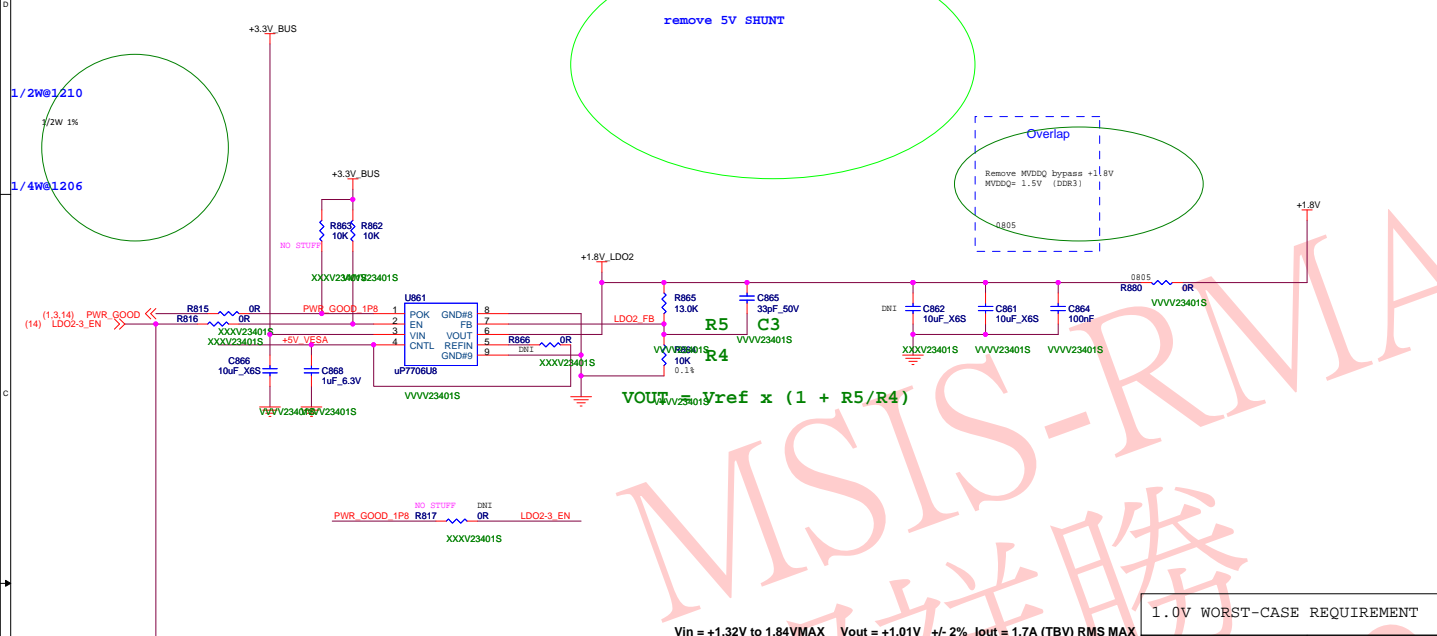 D
remove 5V SHUNT
+3.3V_BUS
1/2W@1210
1/2W 1%
Overlap
Remove MVDDQ bypass +1.8V
MVDDQ= 1.5V (DDR3)
+3.3V_BUS
1/4W@1206
0805
+1.8V
R863
10K
R862
10K
NO STUFF
+1.8V_LDO2
XXXV23401S
0805
R880 0R
VVVV23401S
U861
R865
13.0K
C865
33pF_50V
R815 0R
PWR_GOOD_1P8
(1,3,14) PWR_GOOD
R816 0R
(14) LDO2-3_EN
XXXV23401S
XXXV23401S
1 POK GND#8 8
2 EN FB 7
3 VIN VOUT 6
4 CNTL REFIN 5
GND#9 9
LDO2_FB
R5 C3
VVVV23401S
DNI
C862
10uF_X6S
C861
10uF_X6S
C864
100nF
+5V_VESA
R866 0R
DNI
XXXV23401S
R4
10K
0.1%
XXXV23401S
VVVV23401S
VVVV23401S
C866
10uF_X6S
C868
1uF_6.3V
uP7706U8
VVVV23401S
VOUT = Vref x (1 + R5/R4)
C
NO STUFF DNI
PWR_GOOD_1P8 R817 0R LDO2-3_EN
XXXV23401S
MSIS-RMA
1.0V WORST-CASE REQUIREMENT
Vin = +1.32V to 1.84VMAX Vout = +1.01V +/- 2% Iout = 1.7A (TBV) RMS MAX